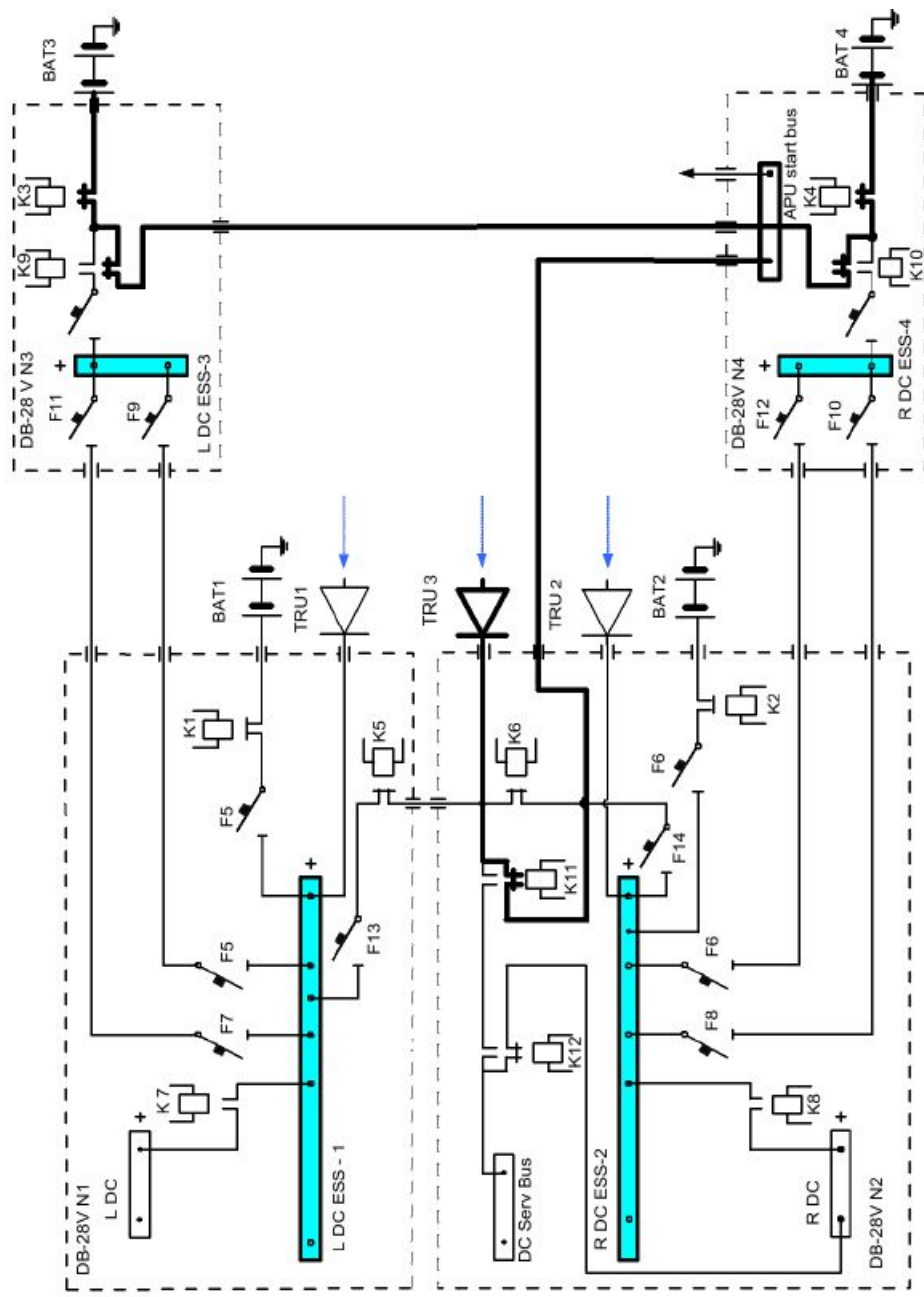 BAT3
K3
K9
+
DB-28 V N3
F11
F9
L DC ESS-3
BAT 4
APU start bus
K4
K10
+
DB-28V N4
F12
F10
R DC ESS-4
BAT1
TRU1
K1
F5
K5
+
F13
F5
F7
K 7
+
L DC
DB-28V N1
L DC ESS - 1
TRU 3
TRU 2
BAT2
K6
K2
F6
F14
K11
+
F6
F8
K12
K8
+
DC Serv Bus
R DC ESS-2
R DC
DB-28V N2